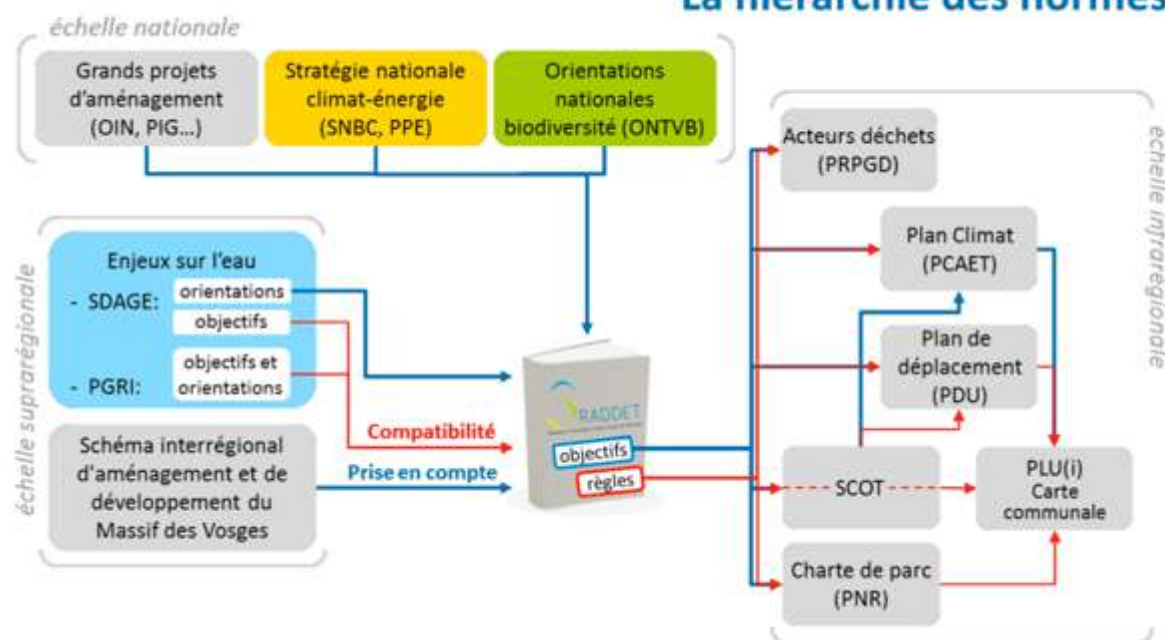 La hiérarchie des normes
échelle nationale
Grands projets
d'aménagement
(OIN, PIG...)
Stratégie nationale
climat-énergie
(SNBC, PPE)
Orientations
nationales
biodiversité (ONTVB)
échelle suprarégionale
Enjeux sur l'eau
- SDAGE:
orientations
objectifs
- PGRI:
objectifs et
orientations
Schéma interrégional
d'aménagement et de
développement du
Massif des Vosges
Compatibilité
Prise en compte
SRADDET
objectifs
règles
échelle infrarégionale
Acteurs déchets
(PRPGD)
Plan Climat
(PCAET)
Plan de
déplacement
(PDU)
SCOT
PLU(i)
Carte
communale
Charte de parc
(PNR)